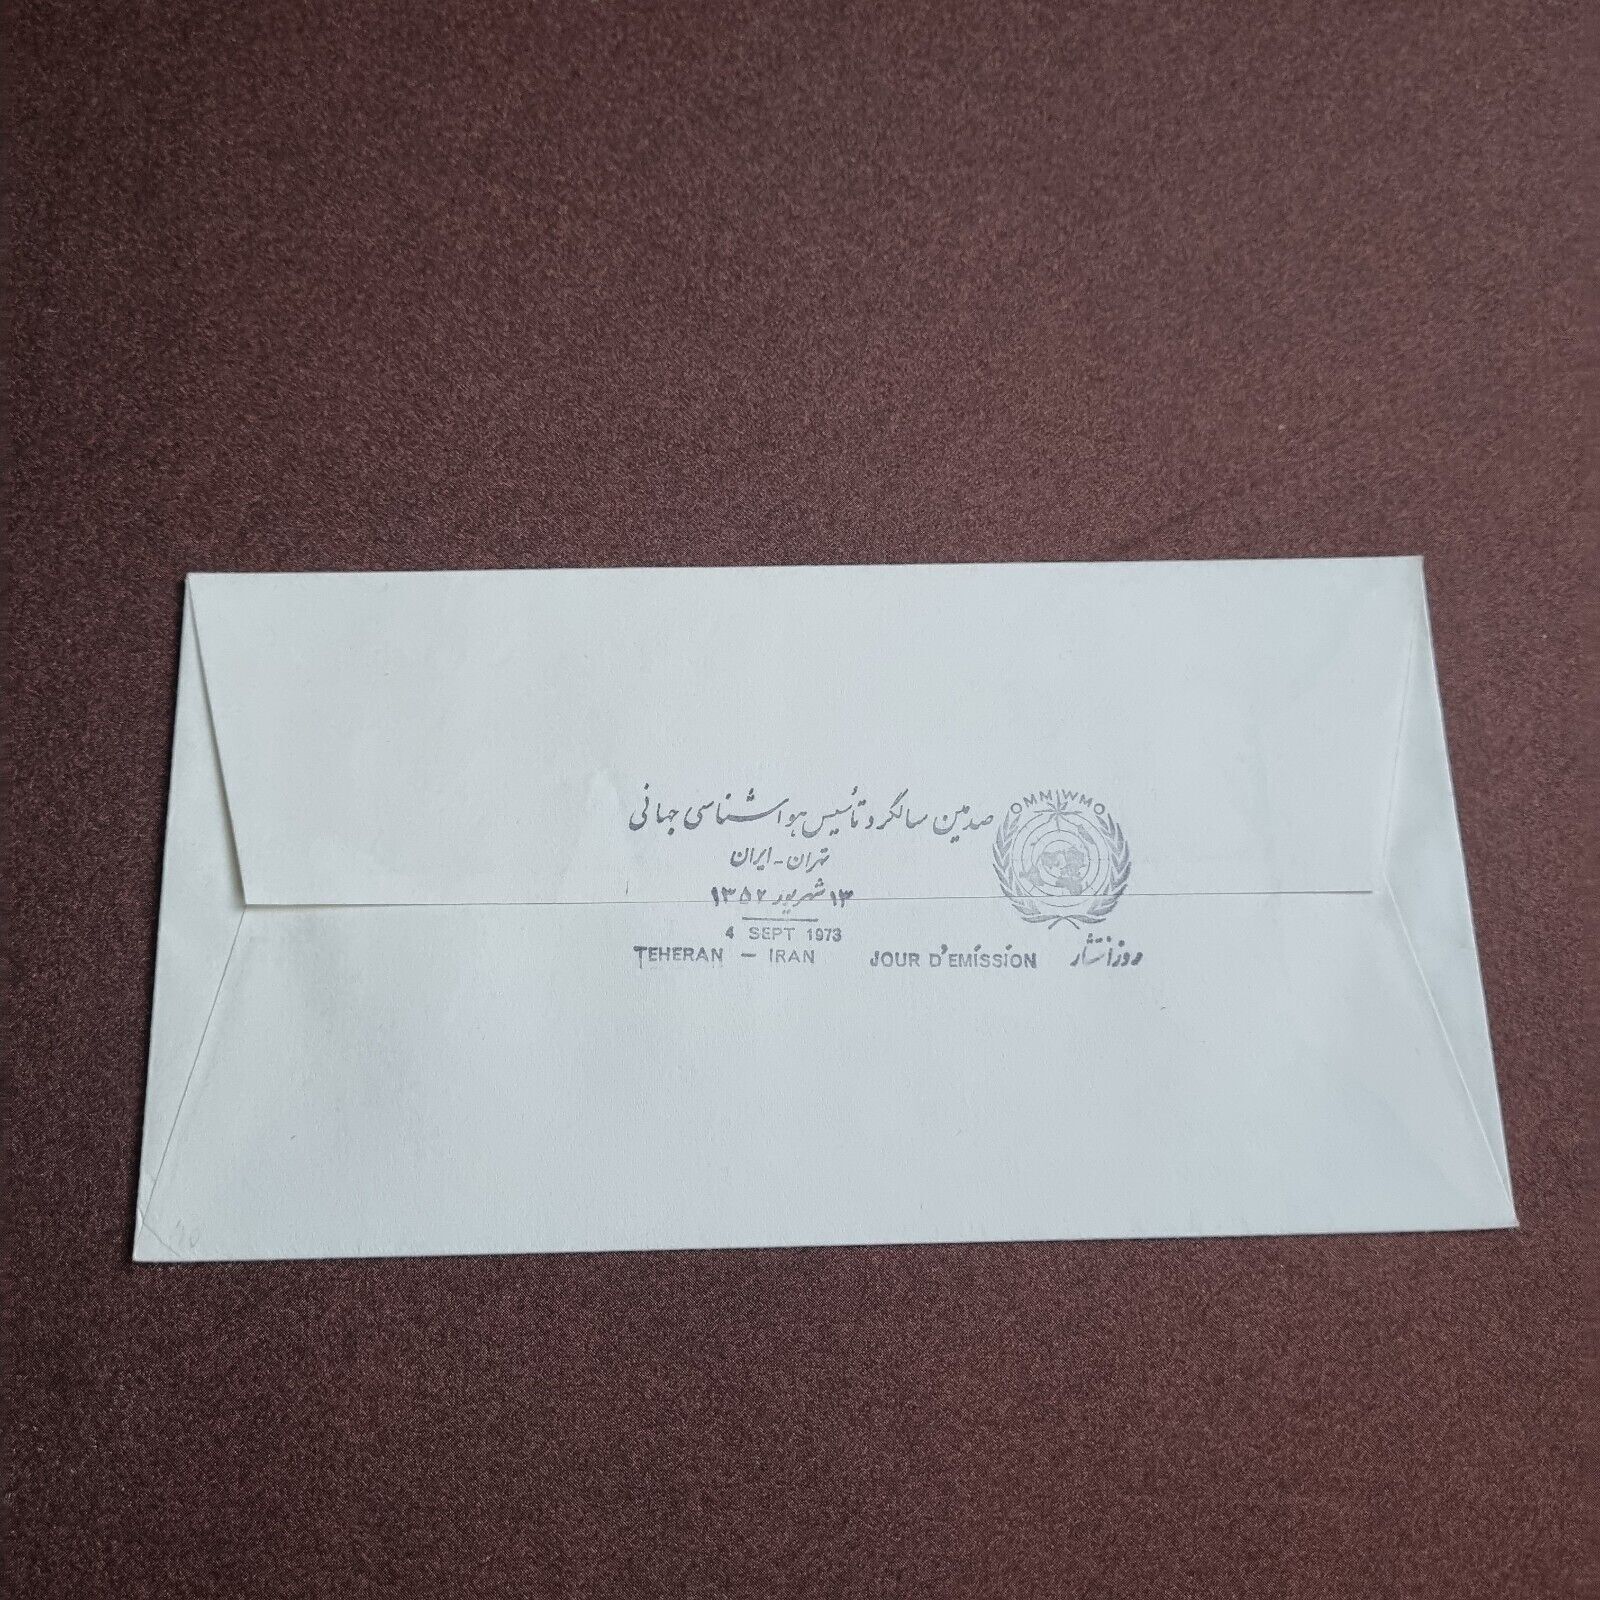 صدمین سالگرد تأسیس هواشناسی جهانی
OMM WMO
تهران - ایران
۱۳ شهریور ۱۳۵۲
4 SEPT 1973
TEHERAN - IRAN
JOUR D'EMISSION روز انتشار